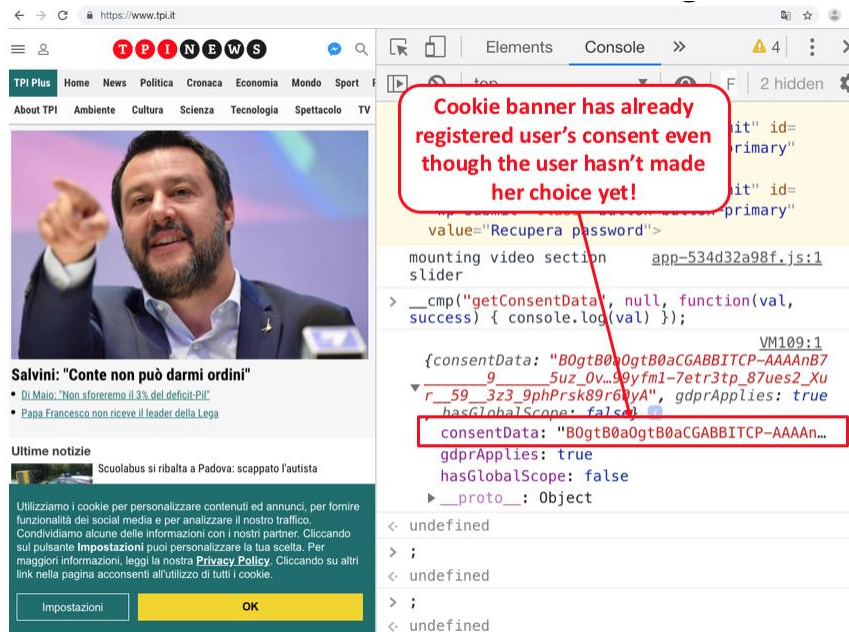 https://www.tpi.it
TPI NEWS
TPI Plus Home News Politica Cronaca Economia Mondo Sport
About TPI Ambiente Cultura Scienza Tecnologia Spettacolo TV
Salvini: "Conte non può darmi ordini"
Di Maio: "Non sforeremo il 3% del deficit-Pil"
Papa Francesco non riceve il leader della Lega
Ultime notizie
Scuolabus si ribalta a Padova: scappato l'autista
Utilizziamo i cookie per personalizzare contenuti ed annunci, per fornire
funzionalità dei social media e per analizzare il nostro traffico.
Condividiamo alcune delle informazioni con i nostri partner. Cliccando
sul pulsante Impostazioni puoi personalizzare la tua scelta. Per
maggiori informazioni, leggi la nostra Privacy Policy. Cliccando su altri
link nella pagina acconsenti all'utilizzo di tutti i cookie.
Impostazioni OK
Elements Console » 4
top F 2 hidden
Cookie banner has already
registered user's consent even
though the user hasn't made
her choice yet!
id=
id=
value="Recupera password">
mounting video section app-534d32a98f.js:1
slider
> __cmp("getConsentData", null, function(val,
success) { console.log(val) });
VM109:1
gdprApplies: true
hasGlobalScope: false}
consentData: "BOgtB0aOgtB0aCGABBITCP–AAAAn…
gdprApplies: true
hasGlobalScope: false
__proto__: Object
undefined
> ;
undefined
> ;
undefined